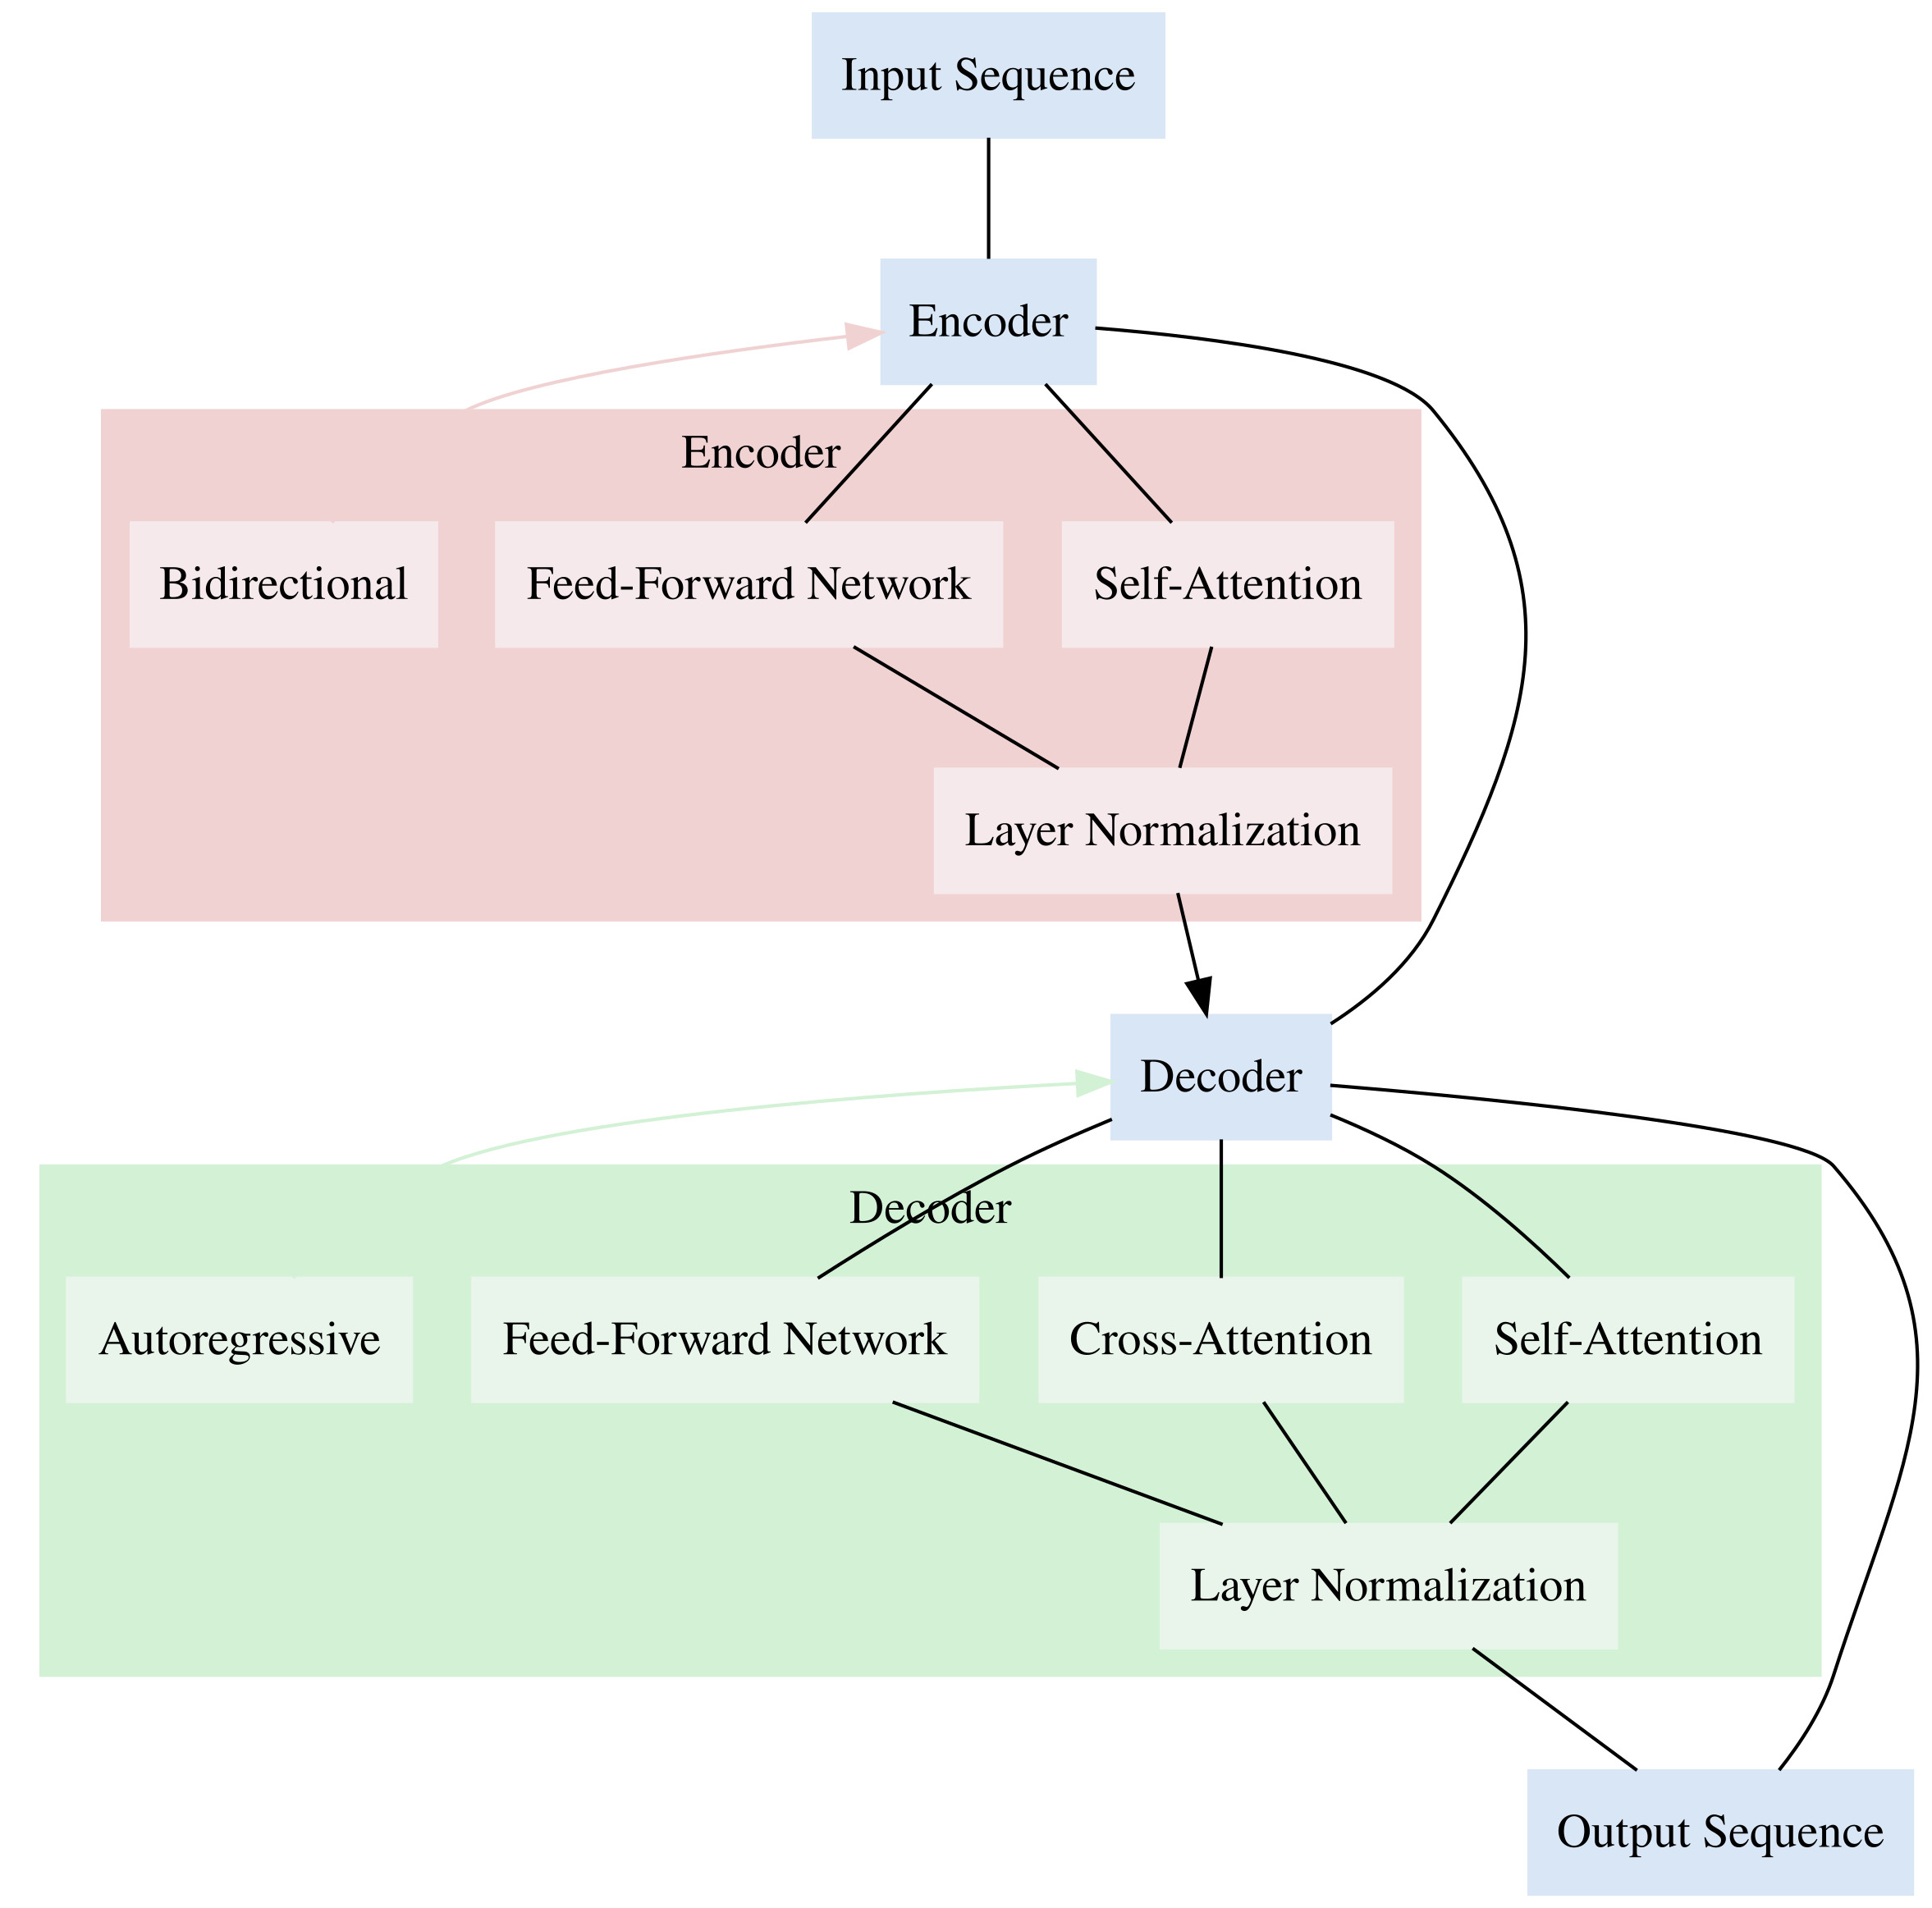 Input Sequence
Encoder
Encoder
Bidirectional
Feed-Forward Network
Self-Attention
Layer Normalization
Decoder
Decoder
Autoregressive
Feed-Forward Network
Cross-Attention
Self-Attention
Layer Normalization
Output Sequence